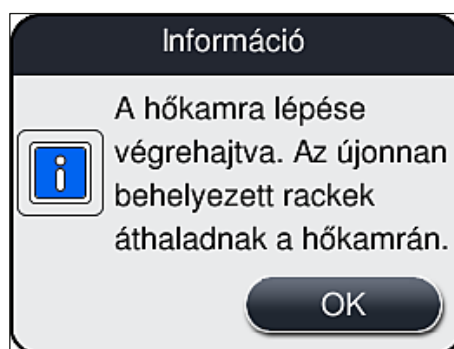 Információ
A hőkamra lépése
végrehajtva. Az újonnan
behelyezett rackek
áthaladnak a hőkamrán.
OK